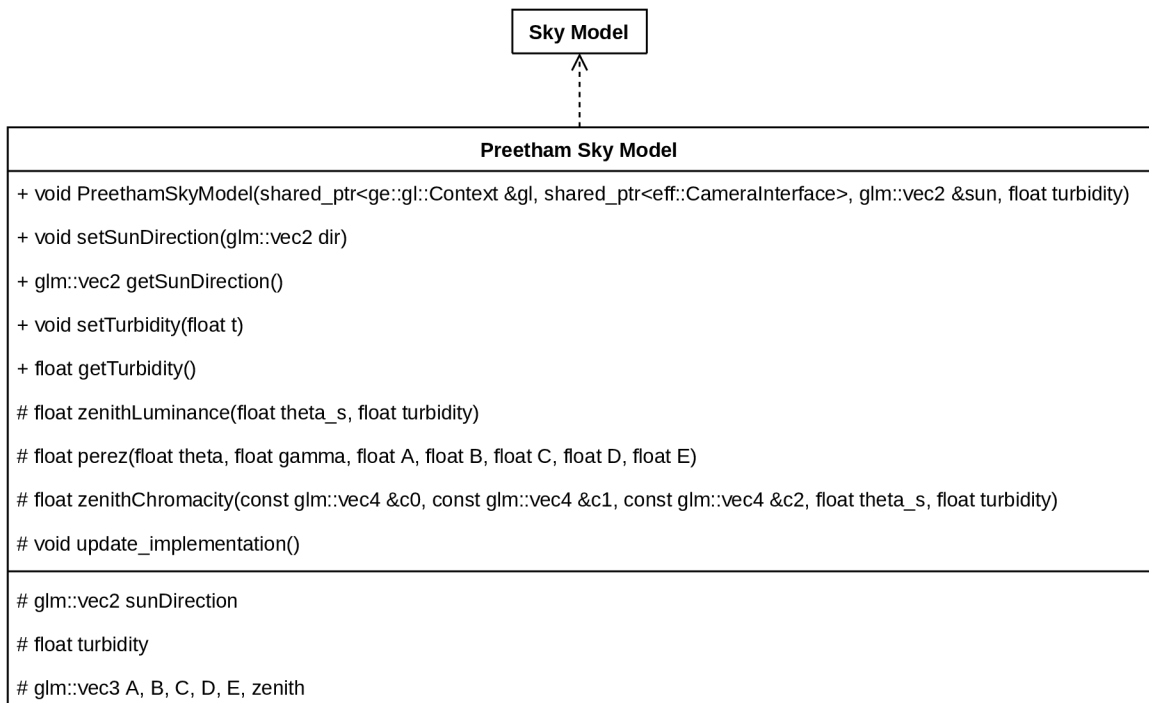 Sky Model
Preetham Sky Model
+ void PreethamSkyModel(shared_ptr<ge::gl::Context &gl, shared_ptr<eff::CameraInterface>, glm::vec2 &sun, float turbidity)
+ void setSunDirection(glm::vec2 dir)
+ glm::vec2 getSunDirection()
+ void setTurbidity(float t)
+ float getTurbidity()
# float zenithLuminance(float theta_s, float turbidity)
# float perez(float theta, float gamma, float A, float B, float C, float D, float E)
# float zenithChromacity(const glm::vec4 &c0, const glm::vec4 &c1, const glm::vec4 &c2, float theta_s, float turbidity)
# void update_implementation()
# glm::vec2 sunDirection
# float turbidity
# glm::vec3 A, B, C, D, E, zenith